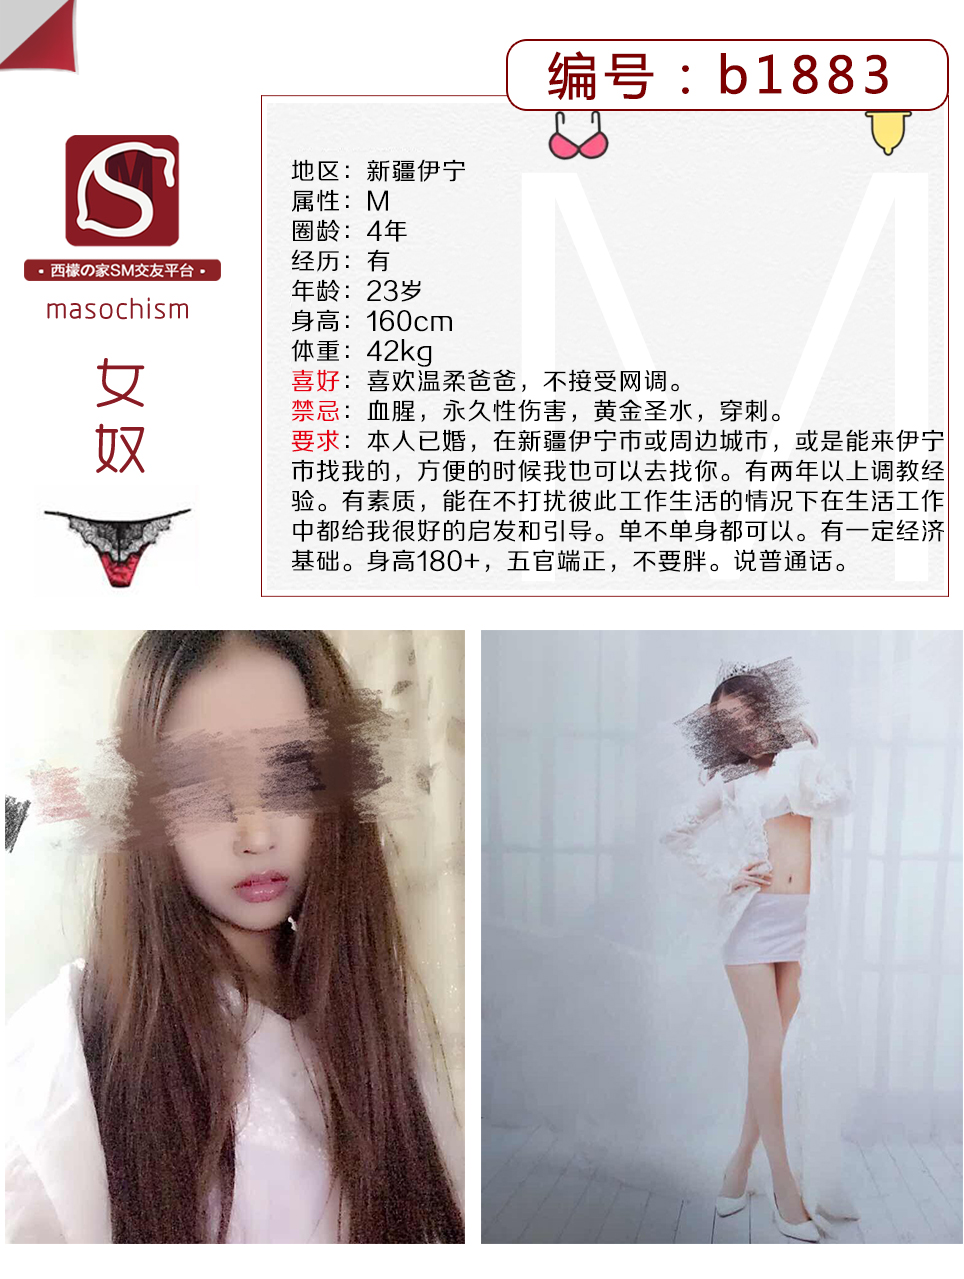 编号：b1883
西檬の家SM交友平台
masochism
女
奴
地区：新疆伊宁
属性：M
圈龄：4年
经历：有
年龄：23岁
身高：160cm
体重：42kg
喜好：喜欢温柔爸爸，不接受网调。
禁忌：血腥，永久性伤害，黄金圣水，穿刺。
要求：本人已婚，在新疆伊宁市或周边城市，或是能来伊宁
市找我的，方便的时候我也可以去找你。有两年以上调教经
验。有素质，能在不打扰彼此工作生活的情况下在生活工作
中都给我很好的启发和引导。单不单身都可以。有一定经济
基础。身高180+，五官端正，不要胖。说普通话。